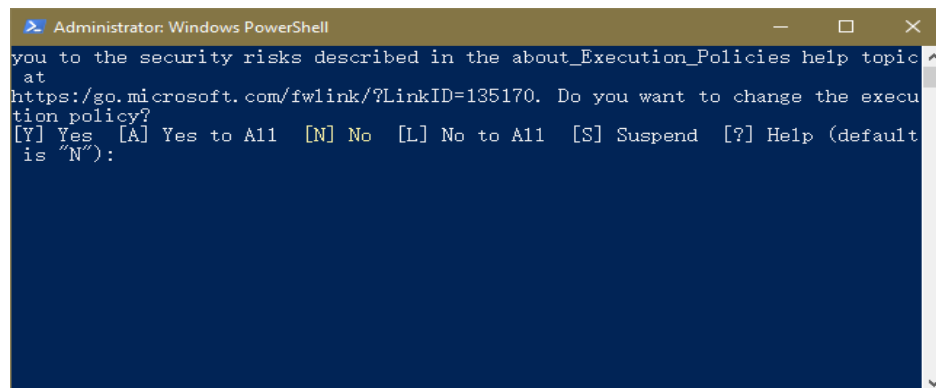 Administrator: Windows PowerShell
you to the security risks described in the about_Execution_Policies help topic
at
https:/go.microsoft.com/fwlink/?LinkID=135170. Do you want to change the execu
tion policy?
[Y] Yes  [A] Yes to All  [N] No  [L] No to All  [S] Suspend  [?] Help (default
is "N"):